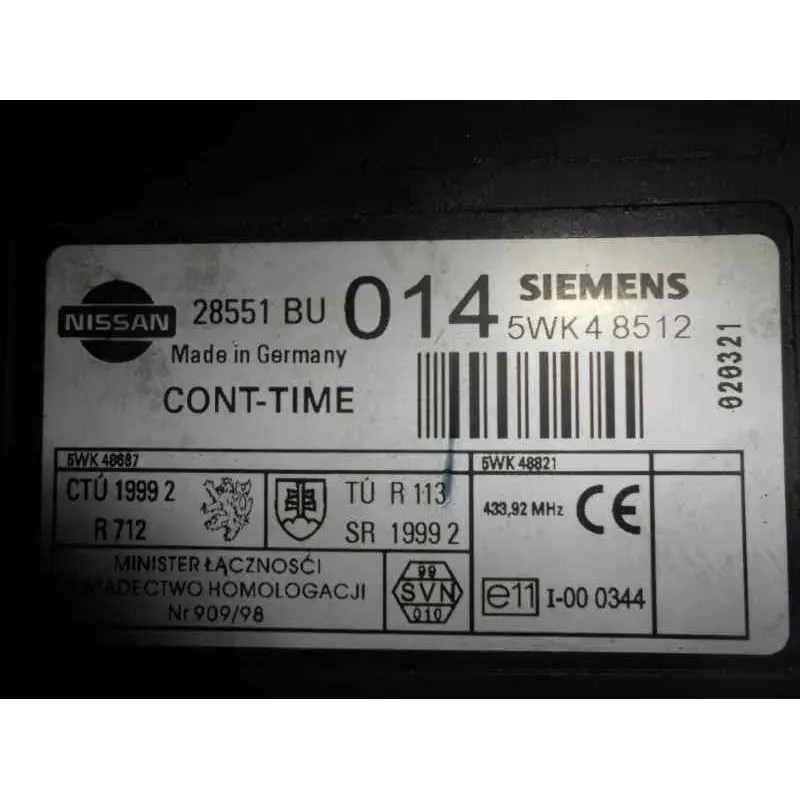 NISSAN 28551 BU 014 SIEMENS
5WK4 8512
Made in Germany
CONT-TIME
020321
5WK 48687
5WK 48821
CTÚ 1999 2
R 712
TÚ R 113
SR 1999 2
433,92 MHz CE
MINISTER ŁĄCZNOŚCI
HOMOLOGACJI
Nr 909/98
99
SVN
010
e11 I-00 0344